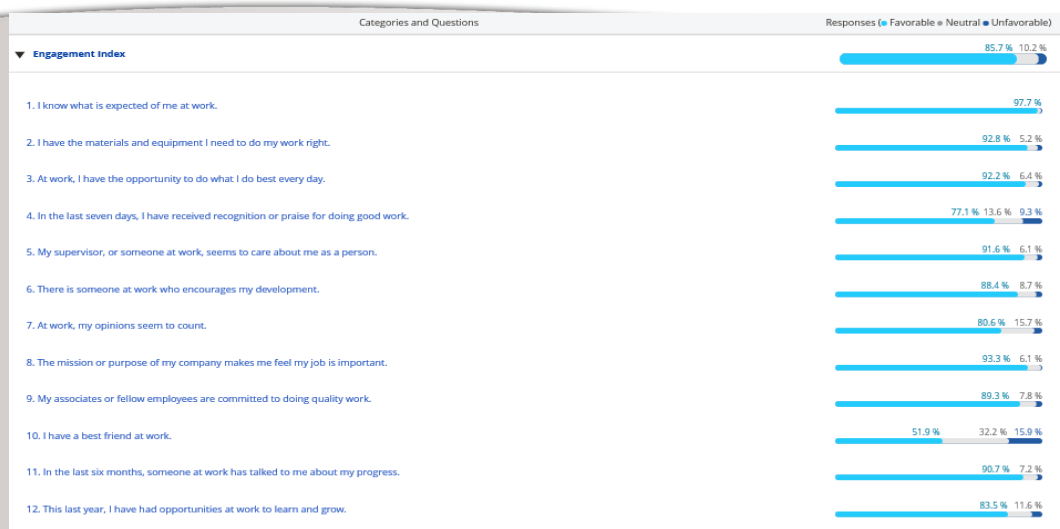 Categories and Questions Responses (● Favorable ● Neutral ● Unfavorable)
Engagement Index 85.7 % 10.2 %
1. I know what is expected of me at work. 97.7 %
2. I have the materials and equipment I need to do my work right. 92.8 % 5.2 %
3. At work, I have the opportunity to do what I do best every day. 92.2 % 6.4 %
4. In the last seven days, I have received recognition or praise for doing good work. 77.1 % 13.6 % 9.3 %
5. My supervisor, or someone at work, seems to care about me as a person. 91.6 % 6.1 %
6. There is someone at work who encourages my development. 88.4 % 8.7 %
7. At work, my opinions seem to count. 80.6 % 15.7 %
8. The mission or purpose of my company makes me feel my job is important. 93.3 % 6.1 %
9. My associates or fellow employees are committed to doing quality work. 89.3 % 7.8 %
10. I have a best friend at work. 51.9 % 32.2 % 15.9 %
11. In the last six months, someone at work has talked to me about my progress. 90.7 % 7.2 %
12. This last year, I have had opportunities at work to learn and grow. 83.5 % 11.6 %